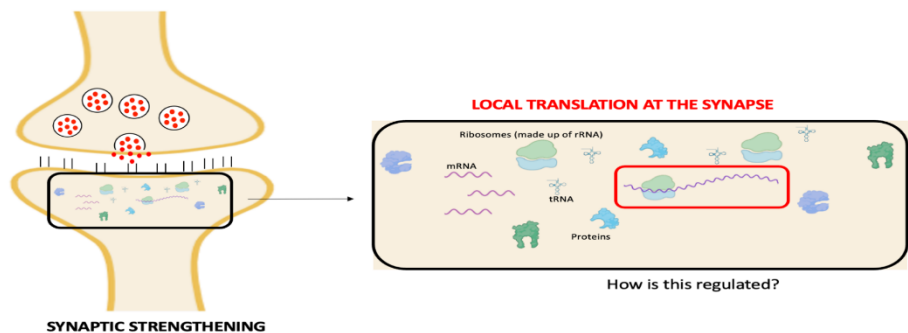 LOCAL TRANSLATION AT THE SYNAPSE
Ribosomes (made up of rRNA)
mRNA
tRNA
Proteins
How is this regulated?
SYNAPTIC STRENGTHENING